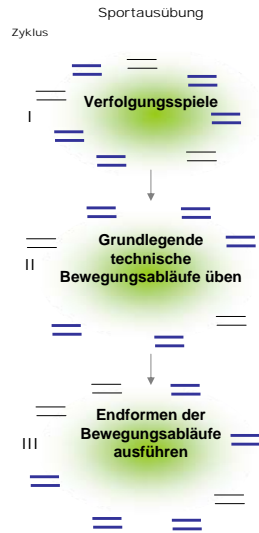 Sportausübung
Zyklus
Verfolgungsspiele
I
Grundlegende
technische
Bewegungsabläufe üben
II
Endformen der
Bewegungsabläufe
ausführen
III